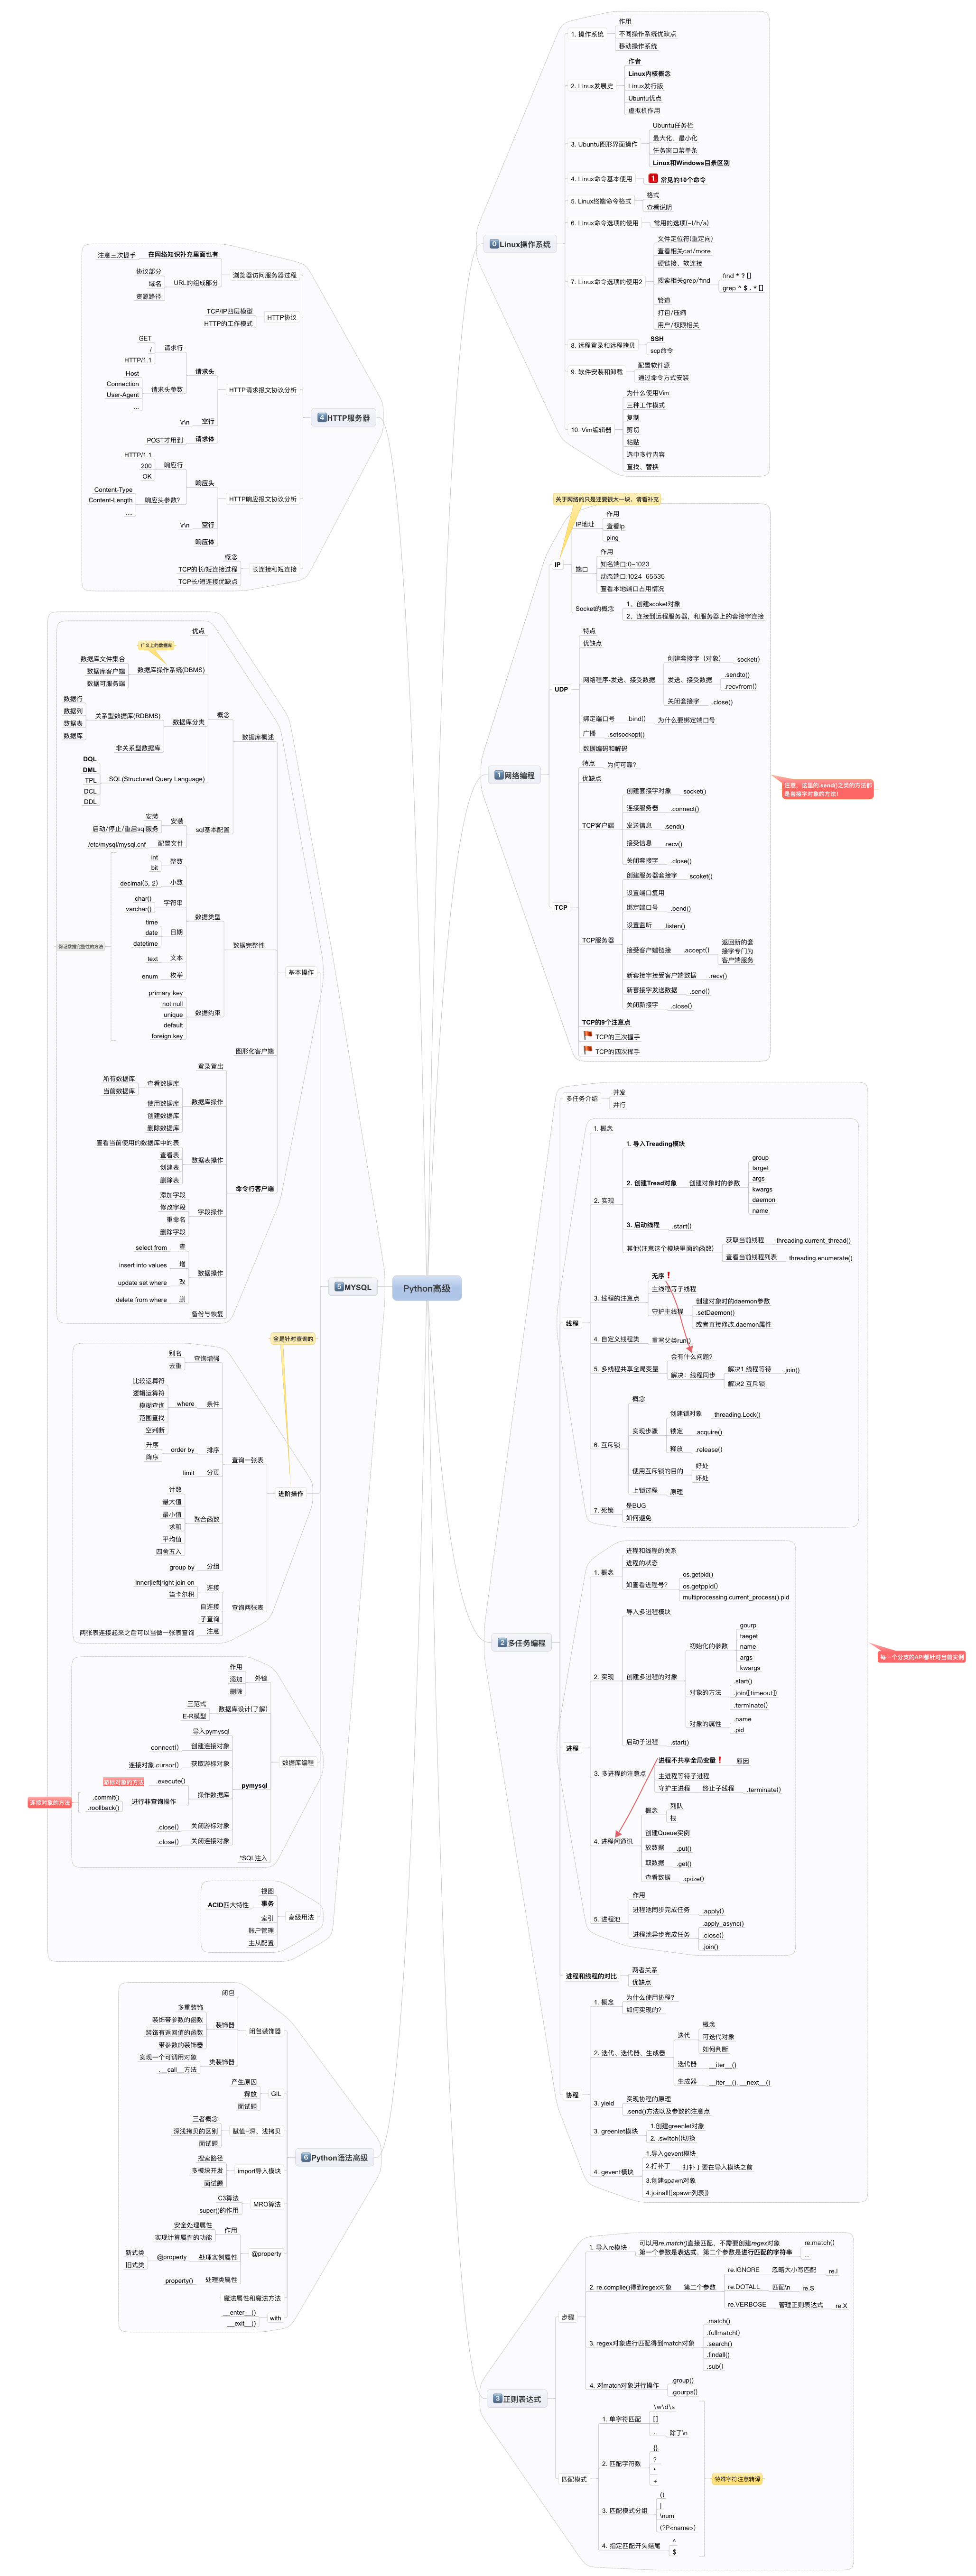 Python高级
0 Linux操作系统
1. 操作系统
作用
不同操作系统优缺点
移动操作系统
2. Linux发展史
作者
Linux内核概念
Linux发行版
Ubuntu优点
虚拟机作用
3. Ubuntu图形界面操作
Ubuntu任务栏
最大化、最小化
任务窗口菜单条
Linux和Windows目录区别
4. Linux命令基本使用
1 常见的10个命令
5. Linux终端命令格式
格式
查看说明
6. Linux命令选项的使用
常用的选项(-l/h/a)
7. Linux命令选项的使用2
文件定位符(重定向)
查看相关cat/more
硬链接、软连接
搜索相关grep/find
find * ? []
grep ^ $ . * []
管道
打包/压缩
用户/权限相关
8. 远程登录和远程拷贝
SSH
scp命令
9. 软件安装和卸载
配置软件源
通过命令方式安装
10. Vim编辑器
为什么使用Vim
三种工作模式
复制
剪切
粘贴
选中多行内容
查找、替换
1 网络编程
关于网络的只是还要很大一块，请看补充
IP
IP地址
作用
查看ip
ping
端口
作用
知名端口:0-1023
动态端口:1024-65535
查看本地端口占用情况
Socket的概念
1、创建scoket对象
2、连接到远程服务器，和服务器上的套接字连接
UDP
特点
优缺点
网络程序-发送、接受数据
创建套接字（对象）
socket()
发送、接受数据
.sendto()
.recvfrom()
关闭套接字
.close()
绑定端口号
.bind()
为什么要绑定端口号
广播
.setsockopt()
数据编码和解码
TCP
特点
为何可靠?
优缺点
TCP客户端
创建套接字对象
socket()
连接服务器
.connect()
发送信息
.send()
接受信息
.recv()
关闭套接字
.close()
TCP服务器
创建服务器套接字
scoket()
设置端口复用
绑定端口号
.bend()
设置监听
.listen()
接受客户端链接
.accept()
返回新的套
接字专门为
客户端服务
新套接字接受客户端数据
.recv()
新套接字发送数据
.send()
关闭新接字
.close()
TCP的9个注意点
TCP的三次握手
TCP的四次挥手
注意，这里的.send()之类的方法都
是套接字对象的方法！
2 多任务编程
多任务介绍
并发
并行
线程
1. 概念
2. 实现
1. 导入Treading模块
2. 创建Tread对象
创建对象时的参数
group
target
args
kwargs
daemon
name
3. 启动线程
.start()
其他(注意这个模块里面的函数)
获取当前线程
threading.current_thread()
查看当前线程列表
threading.enumerate()
3. 线程的注意点
无序！
主线程等子线程
守护主线程
创建对象时的daemon参数
.setDaemon()
或者直接修改.daemon属性
4. 自定义线程类
重写父类run()
5. 多线程共享全局变量
会有什么问题?
解决：线程同步
解决1 线程等待
.join()
解决2 互斥锁
6. 互斥锁
概念
实现步骤
创建锁对象
threading.Lock()
锁定
.acquire()
释放
.release()
使用互斥锁的目的
好处
坏处
上锁过程
原理
7. 死锁
是BUG
如何避免
进程
1. 概念
进程和线程的关系
进程的状态
如查看进程号?
os.getpid()
os.getppid()
multiprocessing.current_process().pid
2. 实现
导入多进程模块
创建多进程的对象
初始化的参数
gourp
taeget
name
args
kwargs
对象的方法
.start()
.join([timeout])
.terminate()
对象的属性
.name
.pid
启动子进程
.start()
3. 多进程的注意点
进程不共享全局变量！
原因
主进程等待子进程
守护主进程
终止子线程
.terminate()
4. 进程间通讯
概念
列队
栈
创建Queue实例
放数据
.put()
取数据
.get()
查看数据
.qsize()
5. 进程池
作用
进程池同步完成任务
.apply()
进程池异步完成任务
.apply_async()
.close()
.join()
进程和线程的对比
两者关系
优缺点
协程
1. 概念
为什么使用协程?
如何实现的?
2. 迭代、迭代器、生成器
迭代
概念
可迭代对象
如何判断
迭代器
__iter__()
生成器
__iter__(), __next__()
3. yield
实现协程的原理
.send()方法以及参数的注意点
3. greenlet模块
1.创建greenlet对象
2. .switch()切换
4. gevent模块
1.导入gevent模块
2.打补丁
打补丁要在导入模块之前
3.创建spawn对象
4.joinall([spawn列表])
每一个分支的API都针对当前实例
3 正则表达式
步骤
1. 导入re模块
可以用re.match()直接匹配，不需要创建regex对象
第一个参数是表达式，第二个参数是进行匹配的字符串
re.match()
...
2. re.complie()得到regex对象
第二个参数
re.IGNORE
忽略大小写匹配
re.I
re.DOTALL
匹配\n
re.S
re.VERBOSE
管理正则表达式
re.X
3. regex对象进行匹配得到match对象
.match()
.fullmatch()
.search()
.findall()
.sub()
4. 对match对象进行操作
.group()
.gourps()
匹配模式
1. 单字符匹配
\w\d\s
[]
.
除了\n
2. 匹配字符数
{}
?
*
+
3. 匹配模式分组
()
|
\num
(?P<name>)
4. 指定匹配开头结尾
^
$
特殊字符注意转译
4 HTTP服务器
浏览器访问服务器过程
在网络知识补充里面也有
注意三次握手
URL的组成部分
协议部分
域名
资源路径
HTTP协议
TCP/IP四层模型
HTTP的工作模式
HTTP请求报文协议分析
请求头
请求行
GET
/
HTTP/1.1
请求头参数
Host
Connection
User-Agent
...
空行
\r\n
请求体
POST才用到
HTTP响应报文协议分析
响应头
响应行
HTTP/1.1
200
OK
响应头参数?
Content-Type
Content-Length
....
空行
\r\n
响应体
长连接和短连接
概念
TCP的长/短连接过程
TCP长/短连接优缺点
5 MYSQL
基本操作
数据库概述
概念
优点
广义上的数据库
数据库操作系统(DBMS)
数据库文件集合
数据库客户端
数据可服务端
数据库分类
关系型数据库(RDBMS)
数据行
数据列
数据表
数据库
非关系型数据库
SQL(Structured Query Language)
DQL
DML
TPL
DCL
DDL
sql基本配置
安装
安装
启动/停止/重启sql服务
配置文件
/etc/mysql/mysql.cnf
数据完整性
数据类型
整数
int
bit
小数
decimal(5, 2)
字符串
char()
varchar()
日期
time
date
datetime
文本
text
枚举
enum
数据约束
primary key
not null
unique
default
foreign key
保证数据完整性的方法
图形化客户端
命令行客户端
登录登出
数据库操作
查看数据库
所有数据库
当前数据库
使用数据库
创建数据库
删除数据库
数据表操作
查看当前使用的数据库中的表
查看表
创建表
删除表
字段操作
添加字段
修改字段
重命名
删除字段
数据操作
查
select from
增
insert into values
改
update set where
删
delete from where
备份与恢复
进阶操作
全是针对查询的
查询一张表
查询增强
别名
去重
条件
where
比较运算符
逻辑运算符
模糊查询
范围查找
空判断
排序
order by
升序
降序
分页
limit
聚合函数
计数
最大值
最小值
求和
平均值
四舍五入
分组
group by
查询两张表
连接
inner|left|right join on
笛卡尔积
自连接
子查询
注意
两张表连接起来之后可以当做一张表查询
数据库编程
外键
作用
添加
删除
数据库设计(了解)
三范式
E-R模型
pymysql
导入pymysql
创建连接对象
connect()
获取游标对象
连接对象.cursor()
操作数据库
.execute()
游标对象的方法
进行非查询操作
.commit()
.roollback()
连接对象的方法
关闭游标对象
.close()
关闭连接对象
.close()
*SQL注入
高级用法
视图
事务
ACID四大特性
索引
账户管理
主从配置
6 Python语法高级
闭包装饰器
闭包
装饰器
多重装饰
装饰带参数的函数
装饰有返回值的函数
带参数的装饰器
类装饰器
实现一个可调用对象
.__call__方法
GIL
产生原因
释放
面试题
赋值-深、浅拷贝
三者概念
深浅拷贝的区别
面试题
import导入模块
搜索路径
多模块开发
面试题
MRO算法
C3算法
super()的作用
@property
作用
安全处理属性
实现计算属性的功能
处理实例属性
@property
新式类
旧式类
处理类属性
property()
魔法属性和魔法方法
with
__enter__()
__exit__()